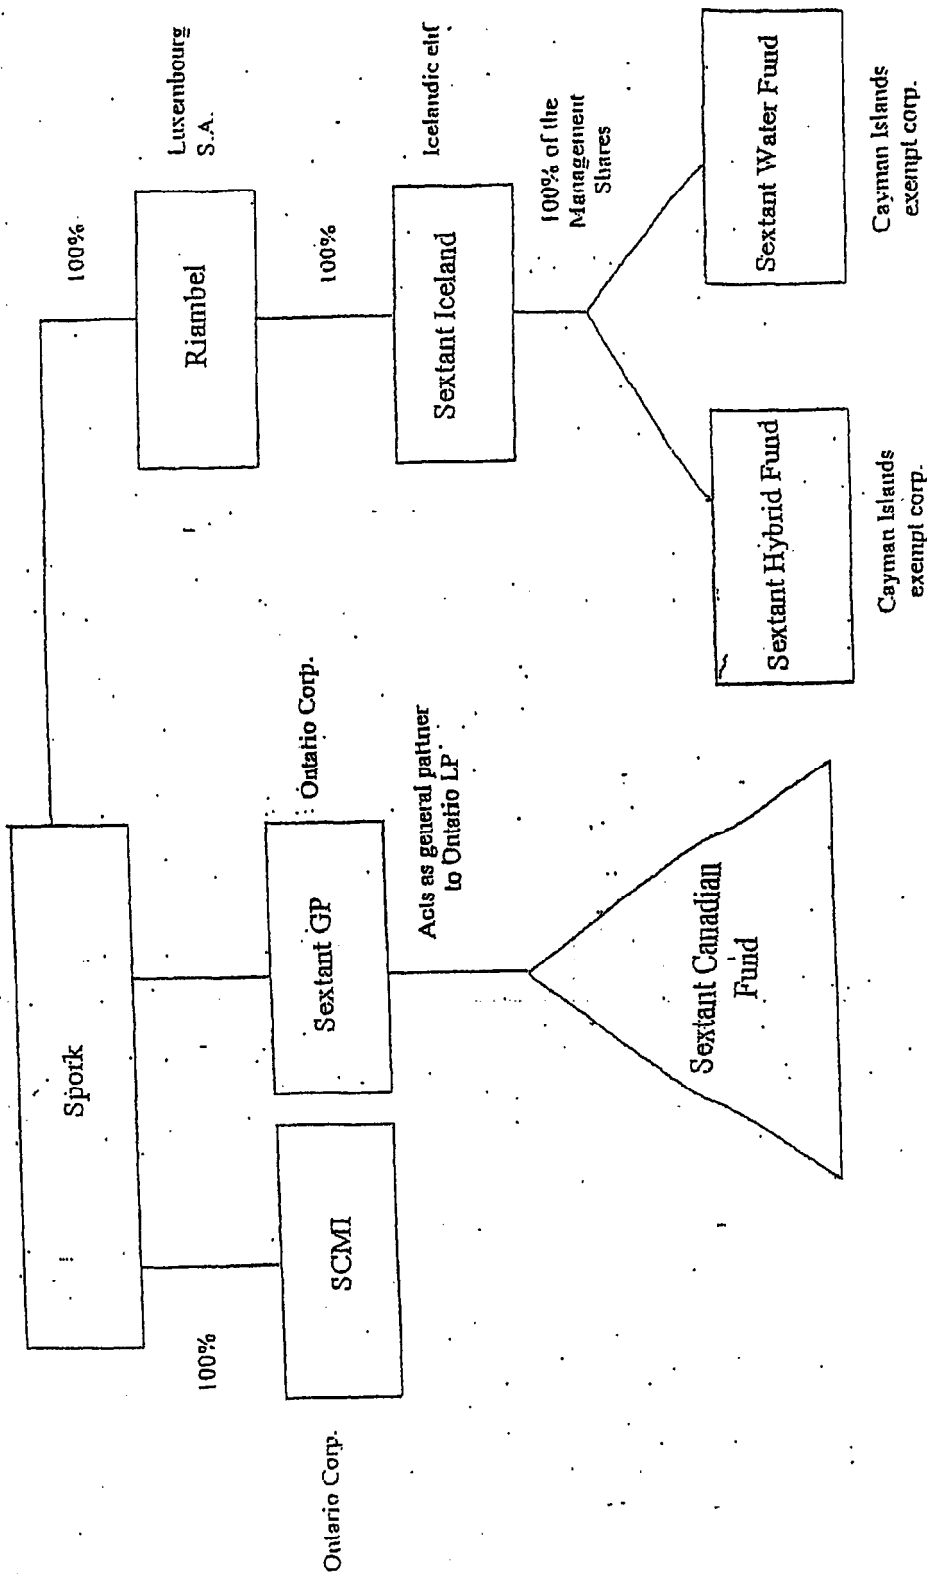 Spork
100%
100%
Ontario Corp.
SCMI
Sextant GP
Ontario Corp.
Riambel
Luxembourg
S.A.
Acts as general partner
to Ontario LP
100%
Sextant Iceland
Icelandic ehf
100% of the
Management
Shares
Sextant Canadian
Fund
Sextant Hybrid Fund
Sextant Water Fund
Cayman Islands
exempt corp.
Cayman Islands
exempt corp.